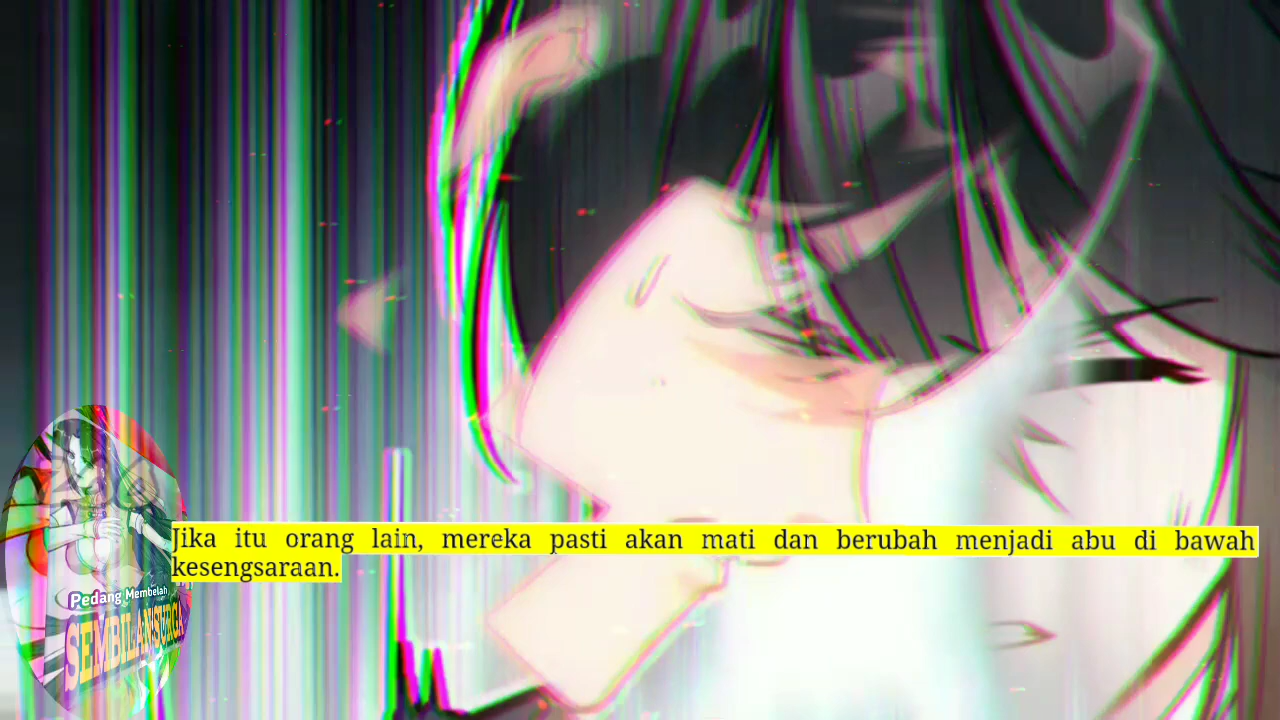 Jika itu orang lain, mereka pasti akan mati dan berubah menjadi abu di bawah
kesengsaraan.
Pedang Membelah
SEMBILAN SURGA